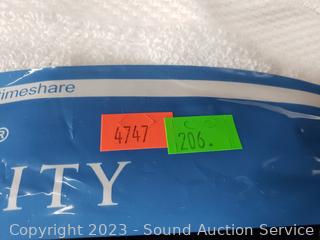 timeshare
®
4747
206.
ITY
Copyright 2023 - Sound Auction Service